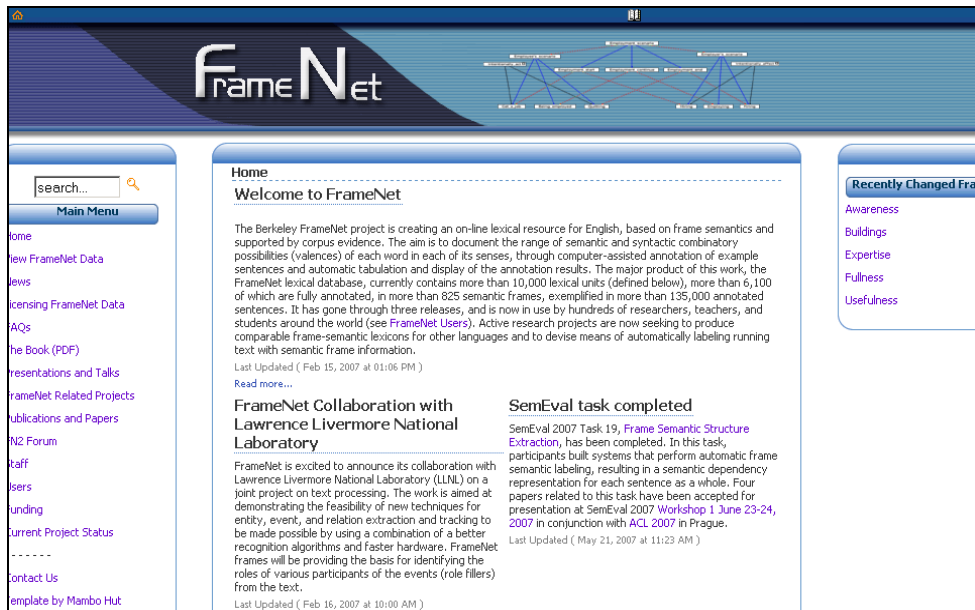 FrameNet
search...
Main Menu
Home
View FrameNet Data
News
Licensing FrameNet Data
FAQs
The Book (PDF)
Presentations and Talks
FrameNet Related Projects
Publications and Papers
FN2 Forum
Staff
Users
Funding
Current Project Status
- - - - - -
Contact Us
Template by Mambo Hut
Home
Welcome to FrameNet
The Berkeley FrameNet project is creating an on-line lexical resource for English, based on frame semantics and
supported by corpus evidence. The aim is to document the range of semantic and syntactic combinatory
possibilities (valences) of each word in each of its senses, through computer-assisted annotation of example
sentences and automatic tabulation and display of the annotation results. The major product of this work, the
FrameNet lexical database, currently contains more than 10,000 lexical units (defined below), more than 6,100
of which are fully annotated, in more than 825 semantic frames, exemplified in more than 135,000 annotated
sentences. It has gone through three releases, and is now in use by hundreds of researchers, teachers, and
students around the world (see FrameNet Users). Active research projects are now seeking to produce
comparable frame-semantic lexicons for other languages and to devise means of automatically labeling running
text with semantic frame information.
Last Updated ( Feb 15, 2007 at 01:06 PM )
Read more...
FrameNet Collaboration with
Lawrence Livermore National
Laboratory
FrameNet is excited to announce its collaboration with
Lawrence Livermore National Laboratory (LLNL) on a
joint project on text processing. The work is aimed at
demonstrating the feasibility of new techniques for
entity, event, and relation extraction and tracking to
be made possible by using a combination of a better
recognition algorithms and faster hardware. FrameNet
frames will be providing the basis for identifying the
roles of various participants of the events (role fillers)
from the text.
Last Updated ( Feb 16, 2007 at 10:00 AM )
SemEval task completed
SemEval 2007 Task 19, Frame Semantic Structure
Extraction, has been completed. In this task,
participants built systems that perform automatic frame
semantic labeling, resulting in a semantic dependency
representation for each sentence as a whole. Four
papers related to this task have been accepted for
presentation at SemEval 2007 Workshop 1 June 23-24,
2007 in conjunction with ACL 2007 in Prague.
Last Updated ( May 21, 2007 at 11:23 AM )
Recently Changed Fra
Awareness
Buildings
Expertise
Fullness
Usefulness